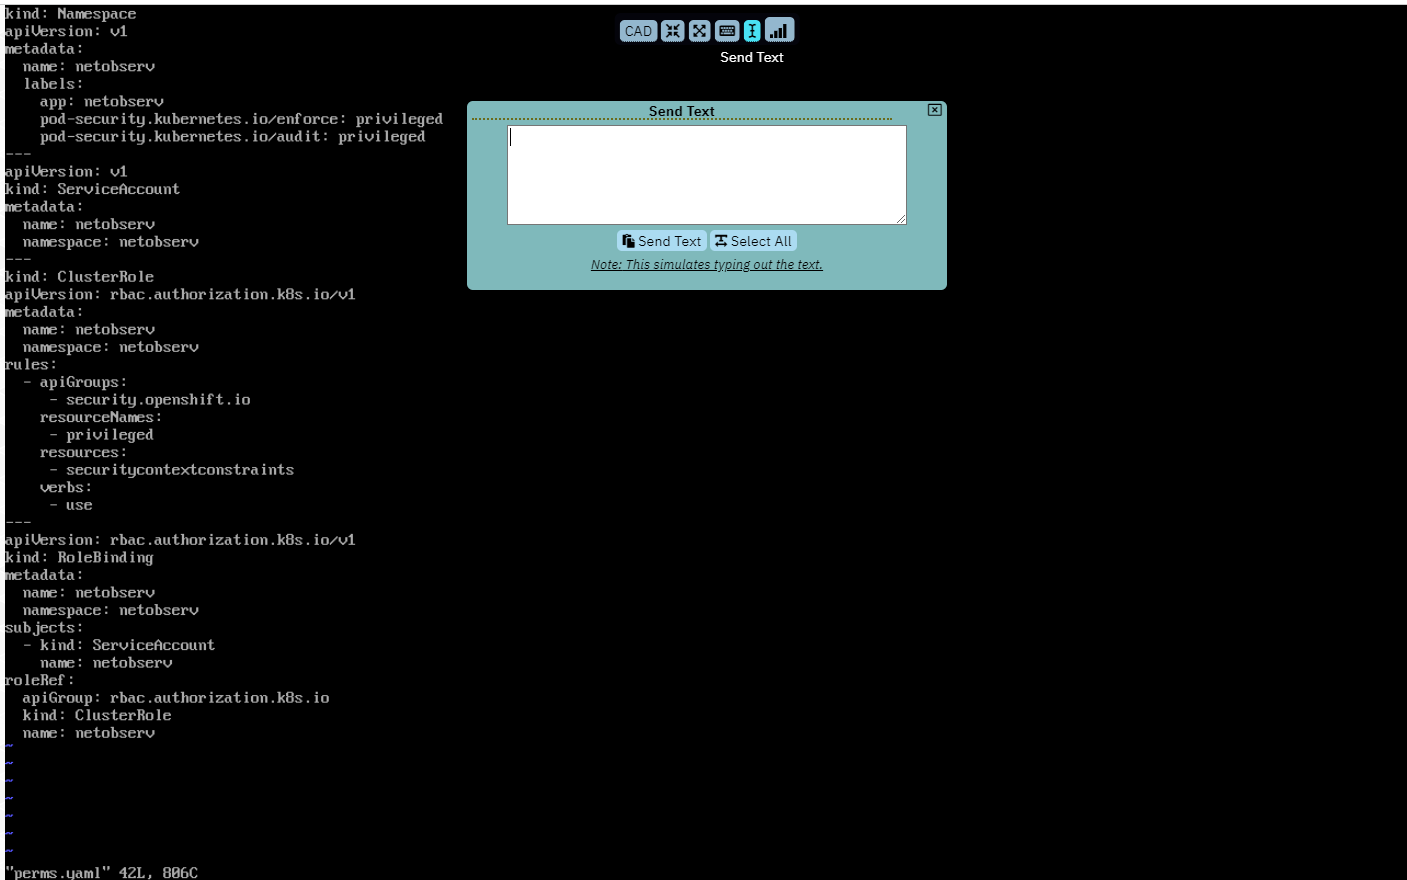 kind: Namespace
apiVersion: v1
metadata:
  name: netobserv
  labels:
    app: netobserv
    pod-security.kubernetes.io/enforce: privileged
    pod-security.kubernetes.io/audit: privileged
---
apiVersion: v1
kind: ServiceAccount
metadata:
  name: netobserv
  namespace: netobserv
---
kind: ClusterRole
apiVersion: rbac.authorization.k8s.io/v1
metadata:
  name: netobserv
  namespace: netobserv
rules:
  - apiGroups:
     - security.openshift.io
    resourceNames:
     - privileged
    resources:
     - securitycontextconstraints
    verbs:
     - use
---
apiVersion: rbac.authorization.k8s.io/v1
kind: RoleBinding
metadata:
  name: netobserv
  namespace: netobserv
subjects:
  - kind: ServiceAccount
    name: netobserv
roleRef:
  apiGroup: rbac.authorization.k8s.io
  kind: ClusterRole
  name: netobserv
~
~
~
~
~
~
~
"perms.yaml" 42L, 806C
CAD
Send Text
Send Text
Send Text Select All
Note: This simulates typing out the text.